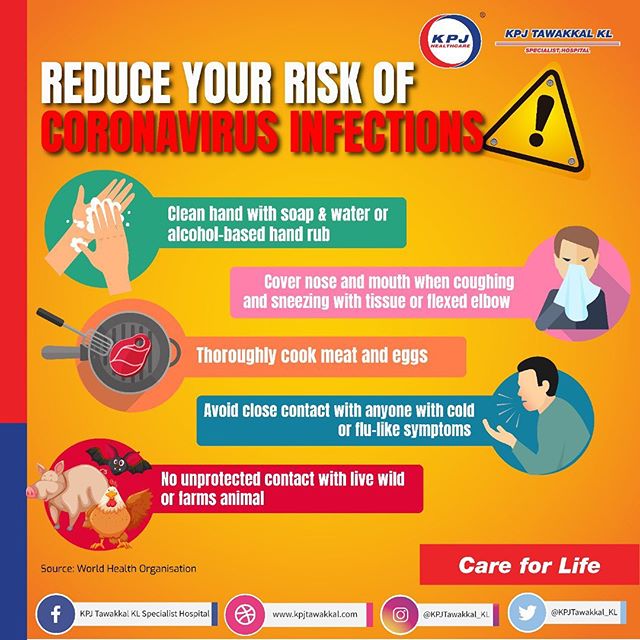 KPJ
HEALTHCARE
®
KPJ TAWAKKAL KL
SPECIALIST HOSPITAL
REDUCE YOUR RISK OF
CORONAVIRUS INFECTIONS
Clean hand with soap & water or
alcohol-based hand rub
Cover nose and mouth when coughing
and sneezing with tissue or flexed elbow
Thoroughly cook meat and eggs
Avoid close contact with anyone with cold
or flu-like symptoms
No unprotected contact with live wild
or farms animal
Source: World Health Organisation
Care for Life
KPJ Tawakkal KL Specialist Hospital
www.kpjtawakkal.com
@KPJTawakkal_KL
@KPJTawakkal_KL